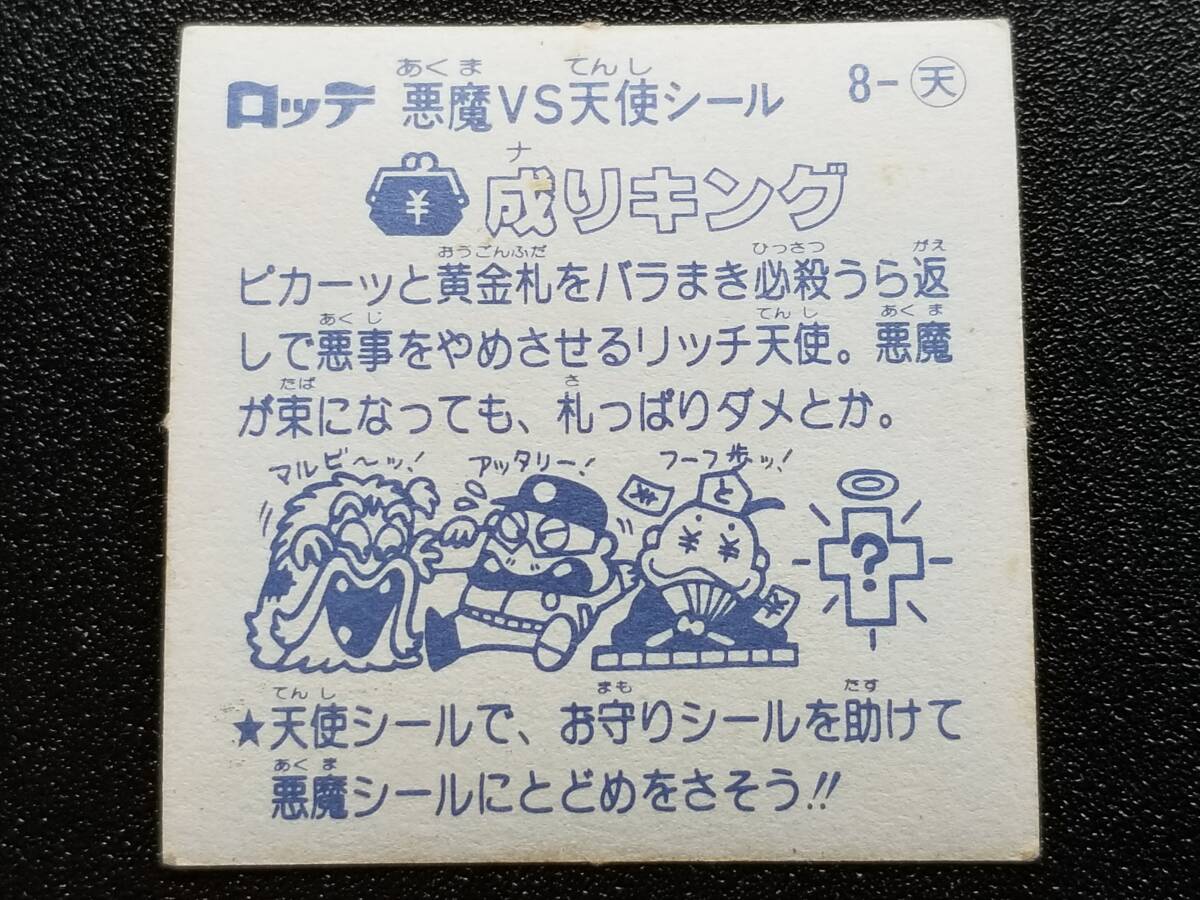 あくま てんし
ロッテ 悪魔VS天使シール 8-天
ナ
¥ 成りキング
おうごんふだ ひっさつ がえ
ピカーッと黄金札をバラまき必殺うら返
あくじ てんし あくま
しで悪事をやめさせるリッチ天使。悪魔
たば さ
が束になっても、札っぱりダメとか。
マルビ〜ッ! アッタリー! フーフ歩ッ!
と
¥ ¥ ¥ ?
てんし まも たす
★天使シールで、お守りシールを助けて
あくま
悪魔シールにとどめをさそう!!